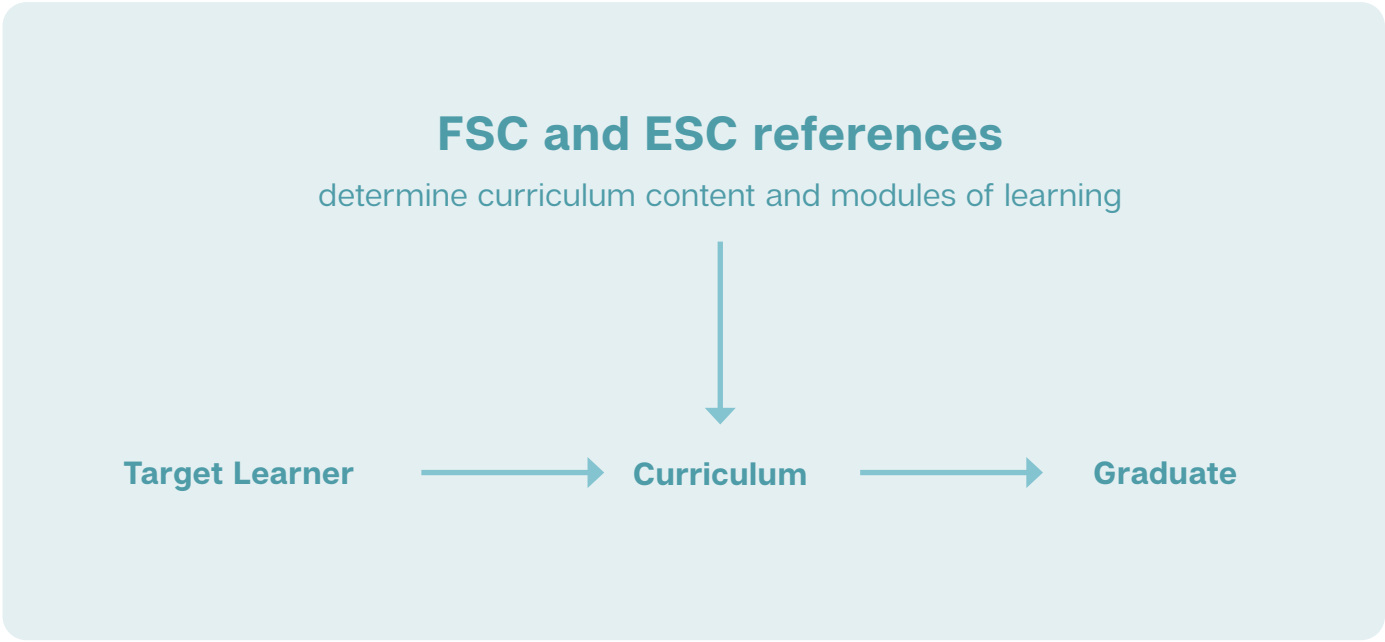 FSC and ESC references
determine curriculum content and modules of learning
Target Learner
Curriculum
Graduate